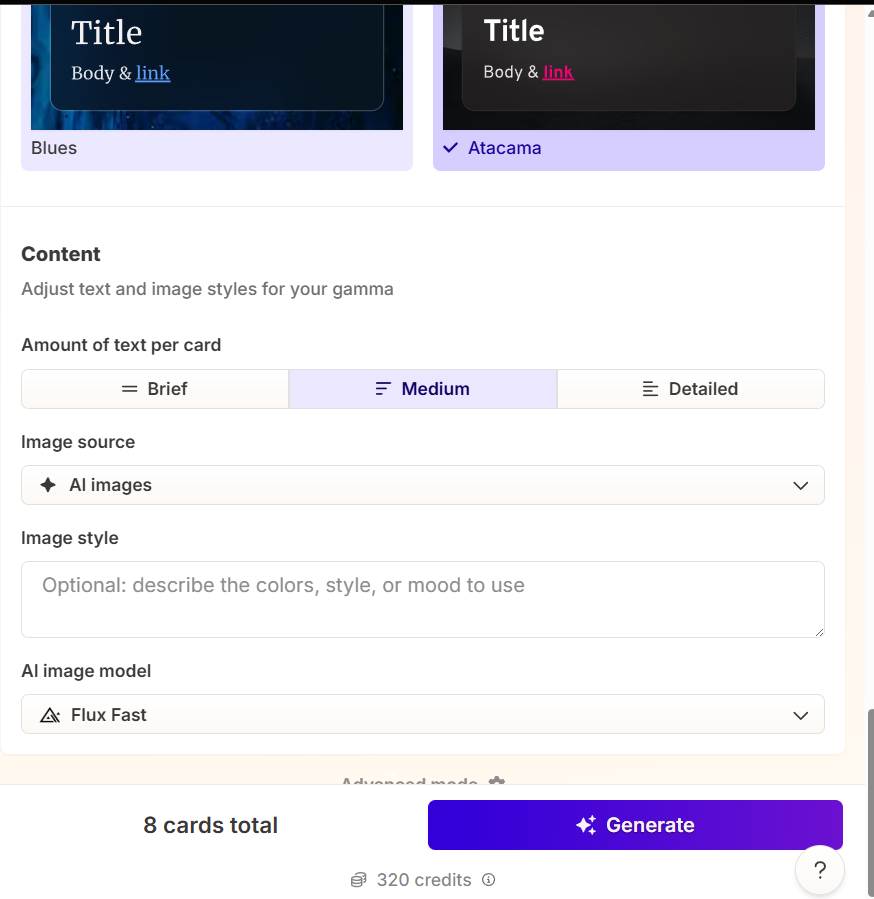 Title
Body & link
Blues
Title
Body & link
Atacama
Content
Adjust text and image styles for your gamma
Amount of text per card
Brief
Medium
Detailed
Image source
AI images
Image style
Optional: describe the colors, style, or mood to use
AI image model
Flux Fast
Advanced mode
8 cards total
Generate
320 credits
?